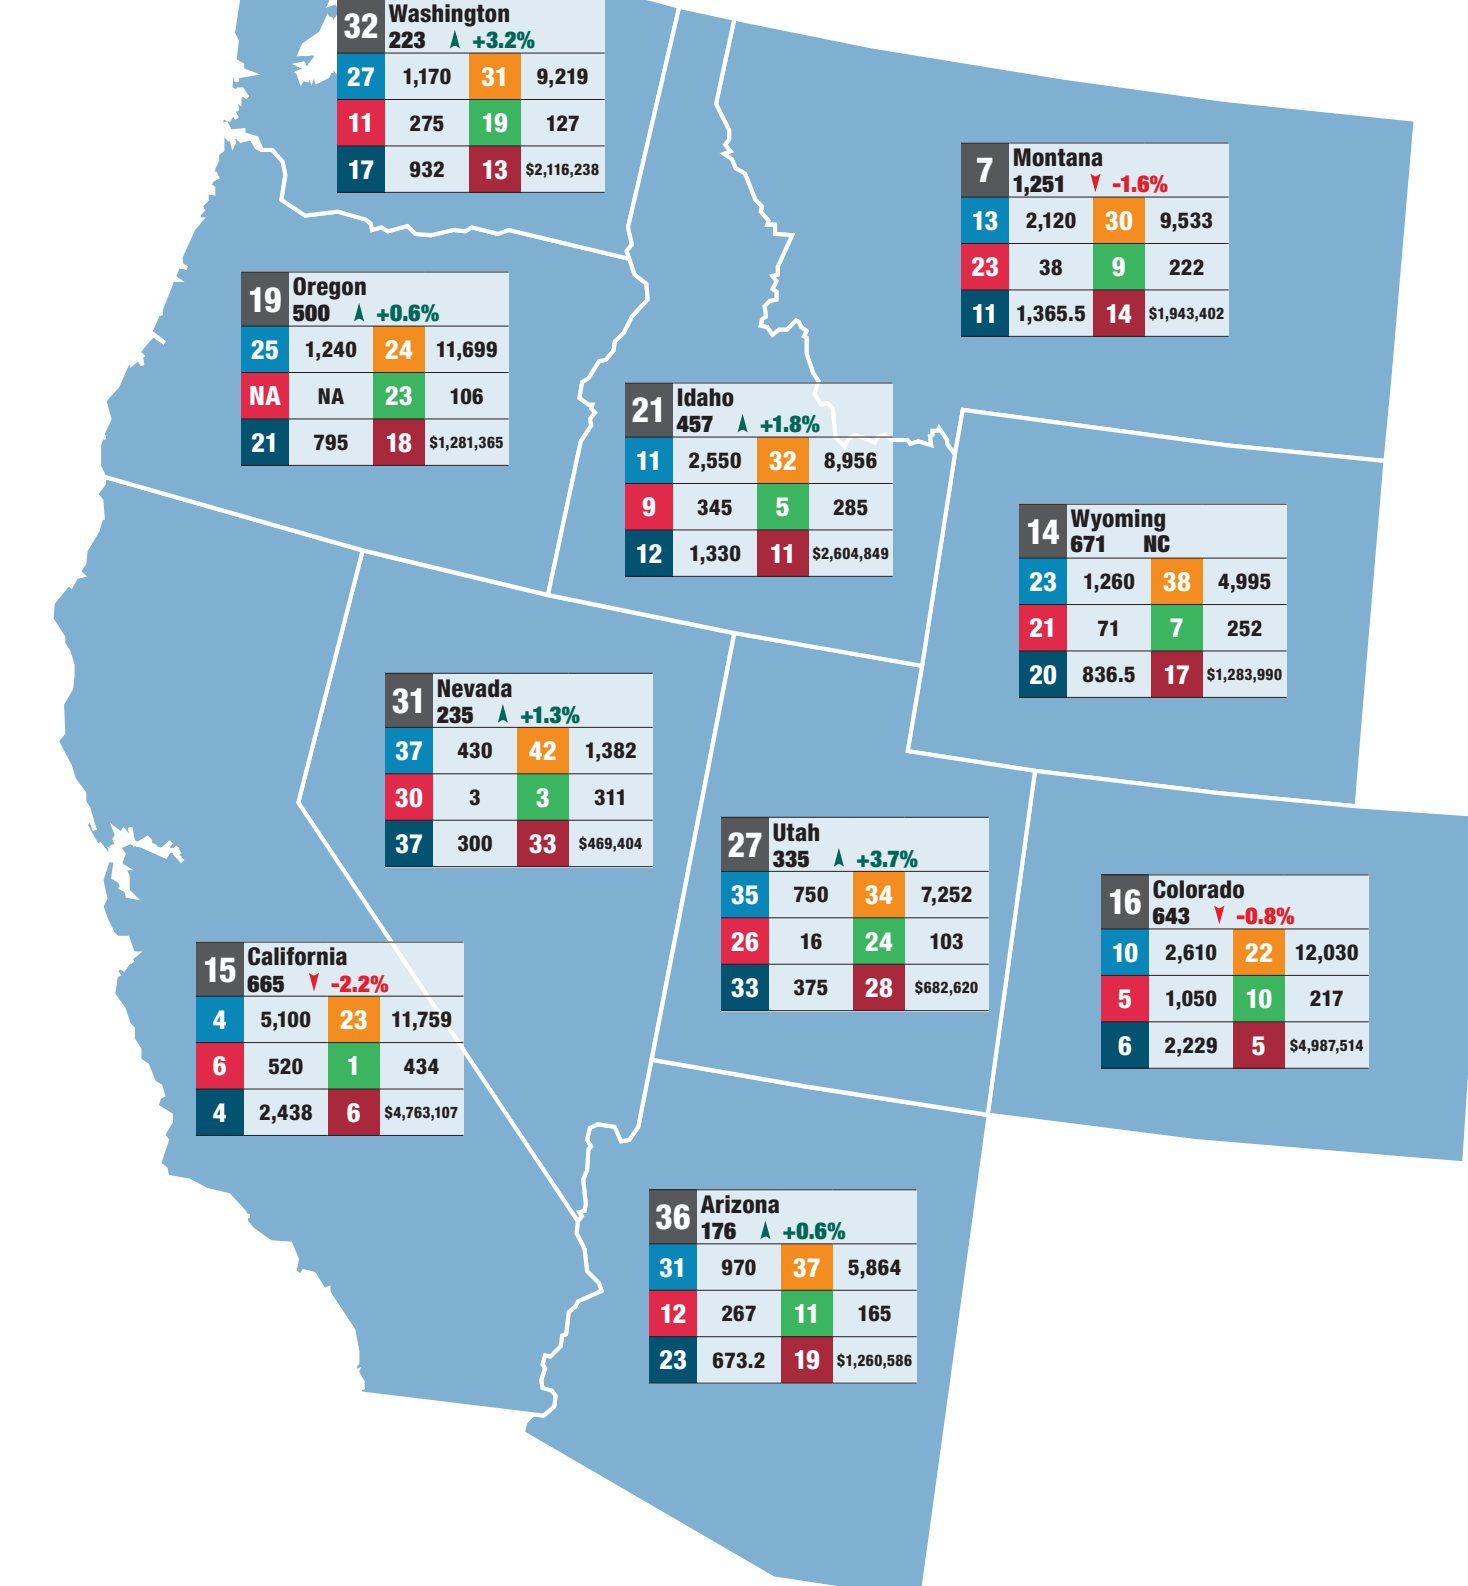 32 Washington
223 +3.2%
27 1,170 31 9,219
11 275 19 127
17 932 13 $2,116,238
7 Montana
1,251 -1.6%
13 2,120 30 9,533
23 38 9 222
11 1,365.5 14 $1,943,402
19 Oregon
500 +0.6%
25 1,240 24 11,699
NA NA 23 106
21 795 18 $1,281,365
21 Idaho
457 +1.8%
11 2,550 32 8,956
9 345 5 285
12 1,330 11 $2,604,849
14 Wyoming
671 NC
23 1,260 38 4,995
21 71 7 252
20 836.5 17 $1,283,990
31 Nevada
235 +1.3%
37 430 42 1,382
30 3 3 311
37 300 33 $469,404
27 Utah
335 +3.7%
35 750 34 7,252
26 16 24 103
33 375 28 $682,620
16 Colorado
643 -0.8%
10 2,610 22 12,030
5 1,050 10 217
6 2,229 5 $4,987,514
15 California
665 -2.2%
4 5,100 23 11,759
6 520 1 434
4 2,438 6 $4,763,107
36 Arizona
176 +0.6%
31 970 37 5,864
12 267 11 165
23 673.2 19 $1,260,586